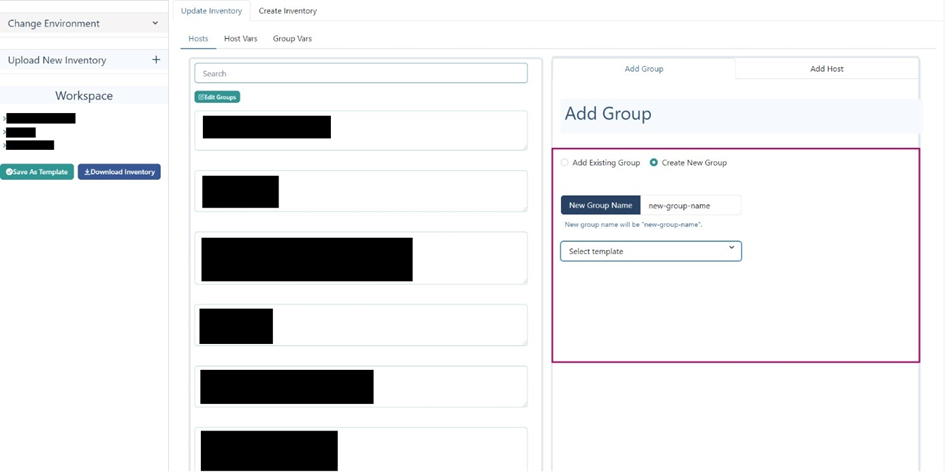 Update Inventory Create Inventory
Change Environment
Hosts Host Vars Group Vars
Upload New Inventory +
Workspace
Save As Template Download Inventory
Search
Edit Groups
Add Group Add Host
Add Group
Add Existing Group Create New Group
New Group Name new-group-name
New group name will be "new-group-name".
Select template